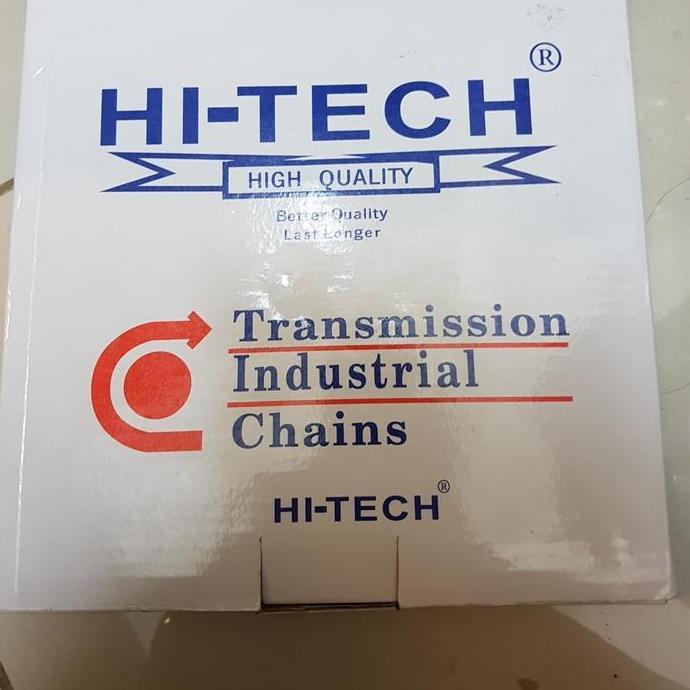 HI-TECH®
HIGH QUALITY
Better Quality
Last Longer
Transmission
Industrial
Chains
HI-TECH®